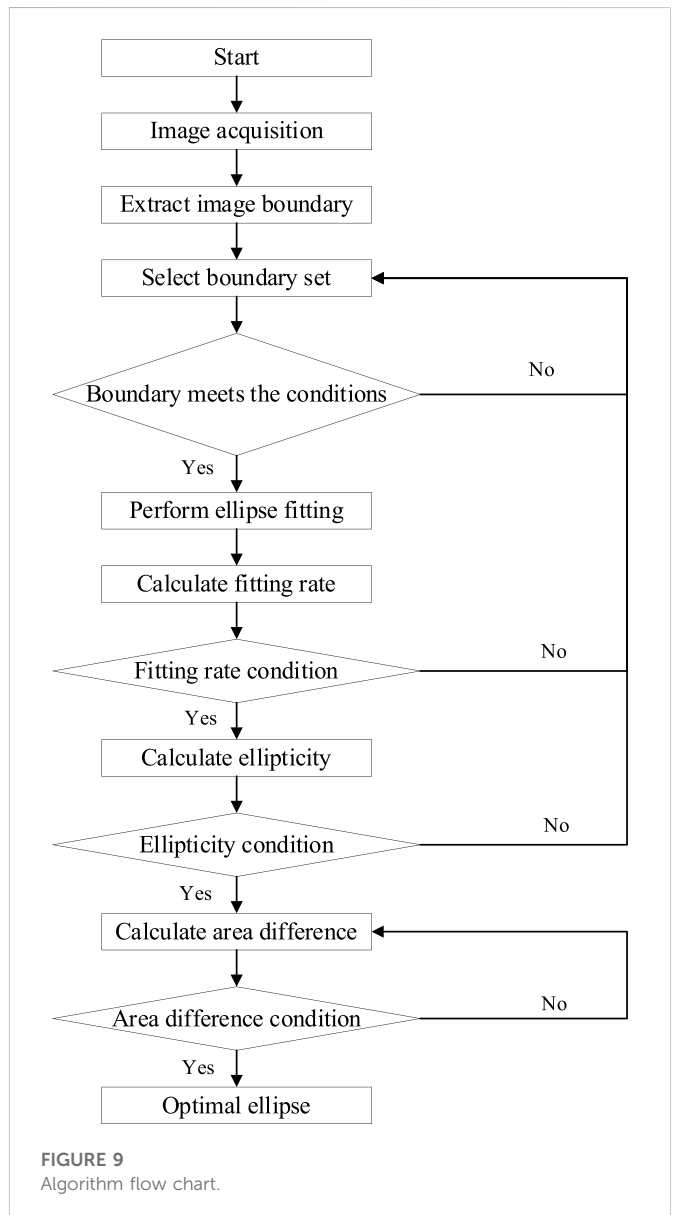 Start
Image acquisition
Extract image boundary
Select boundary set
Boundary meets the conditions
No
Yes
Perform ellipse fitting
Calculate fitting rate
Fitting rate condition
No
Yes
Calculate ellipticity
Ellipticity condition
No
Yes
Calculate area difference
Area difference condition
No
Yes
Optimal ellipse
FIGURE 9
Algorithm flow chart.